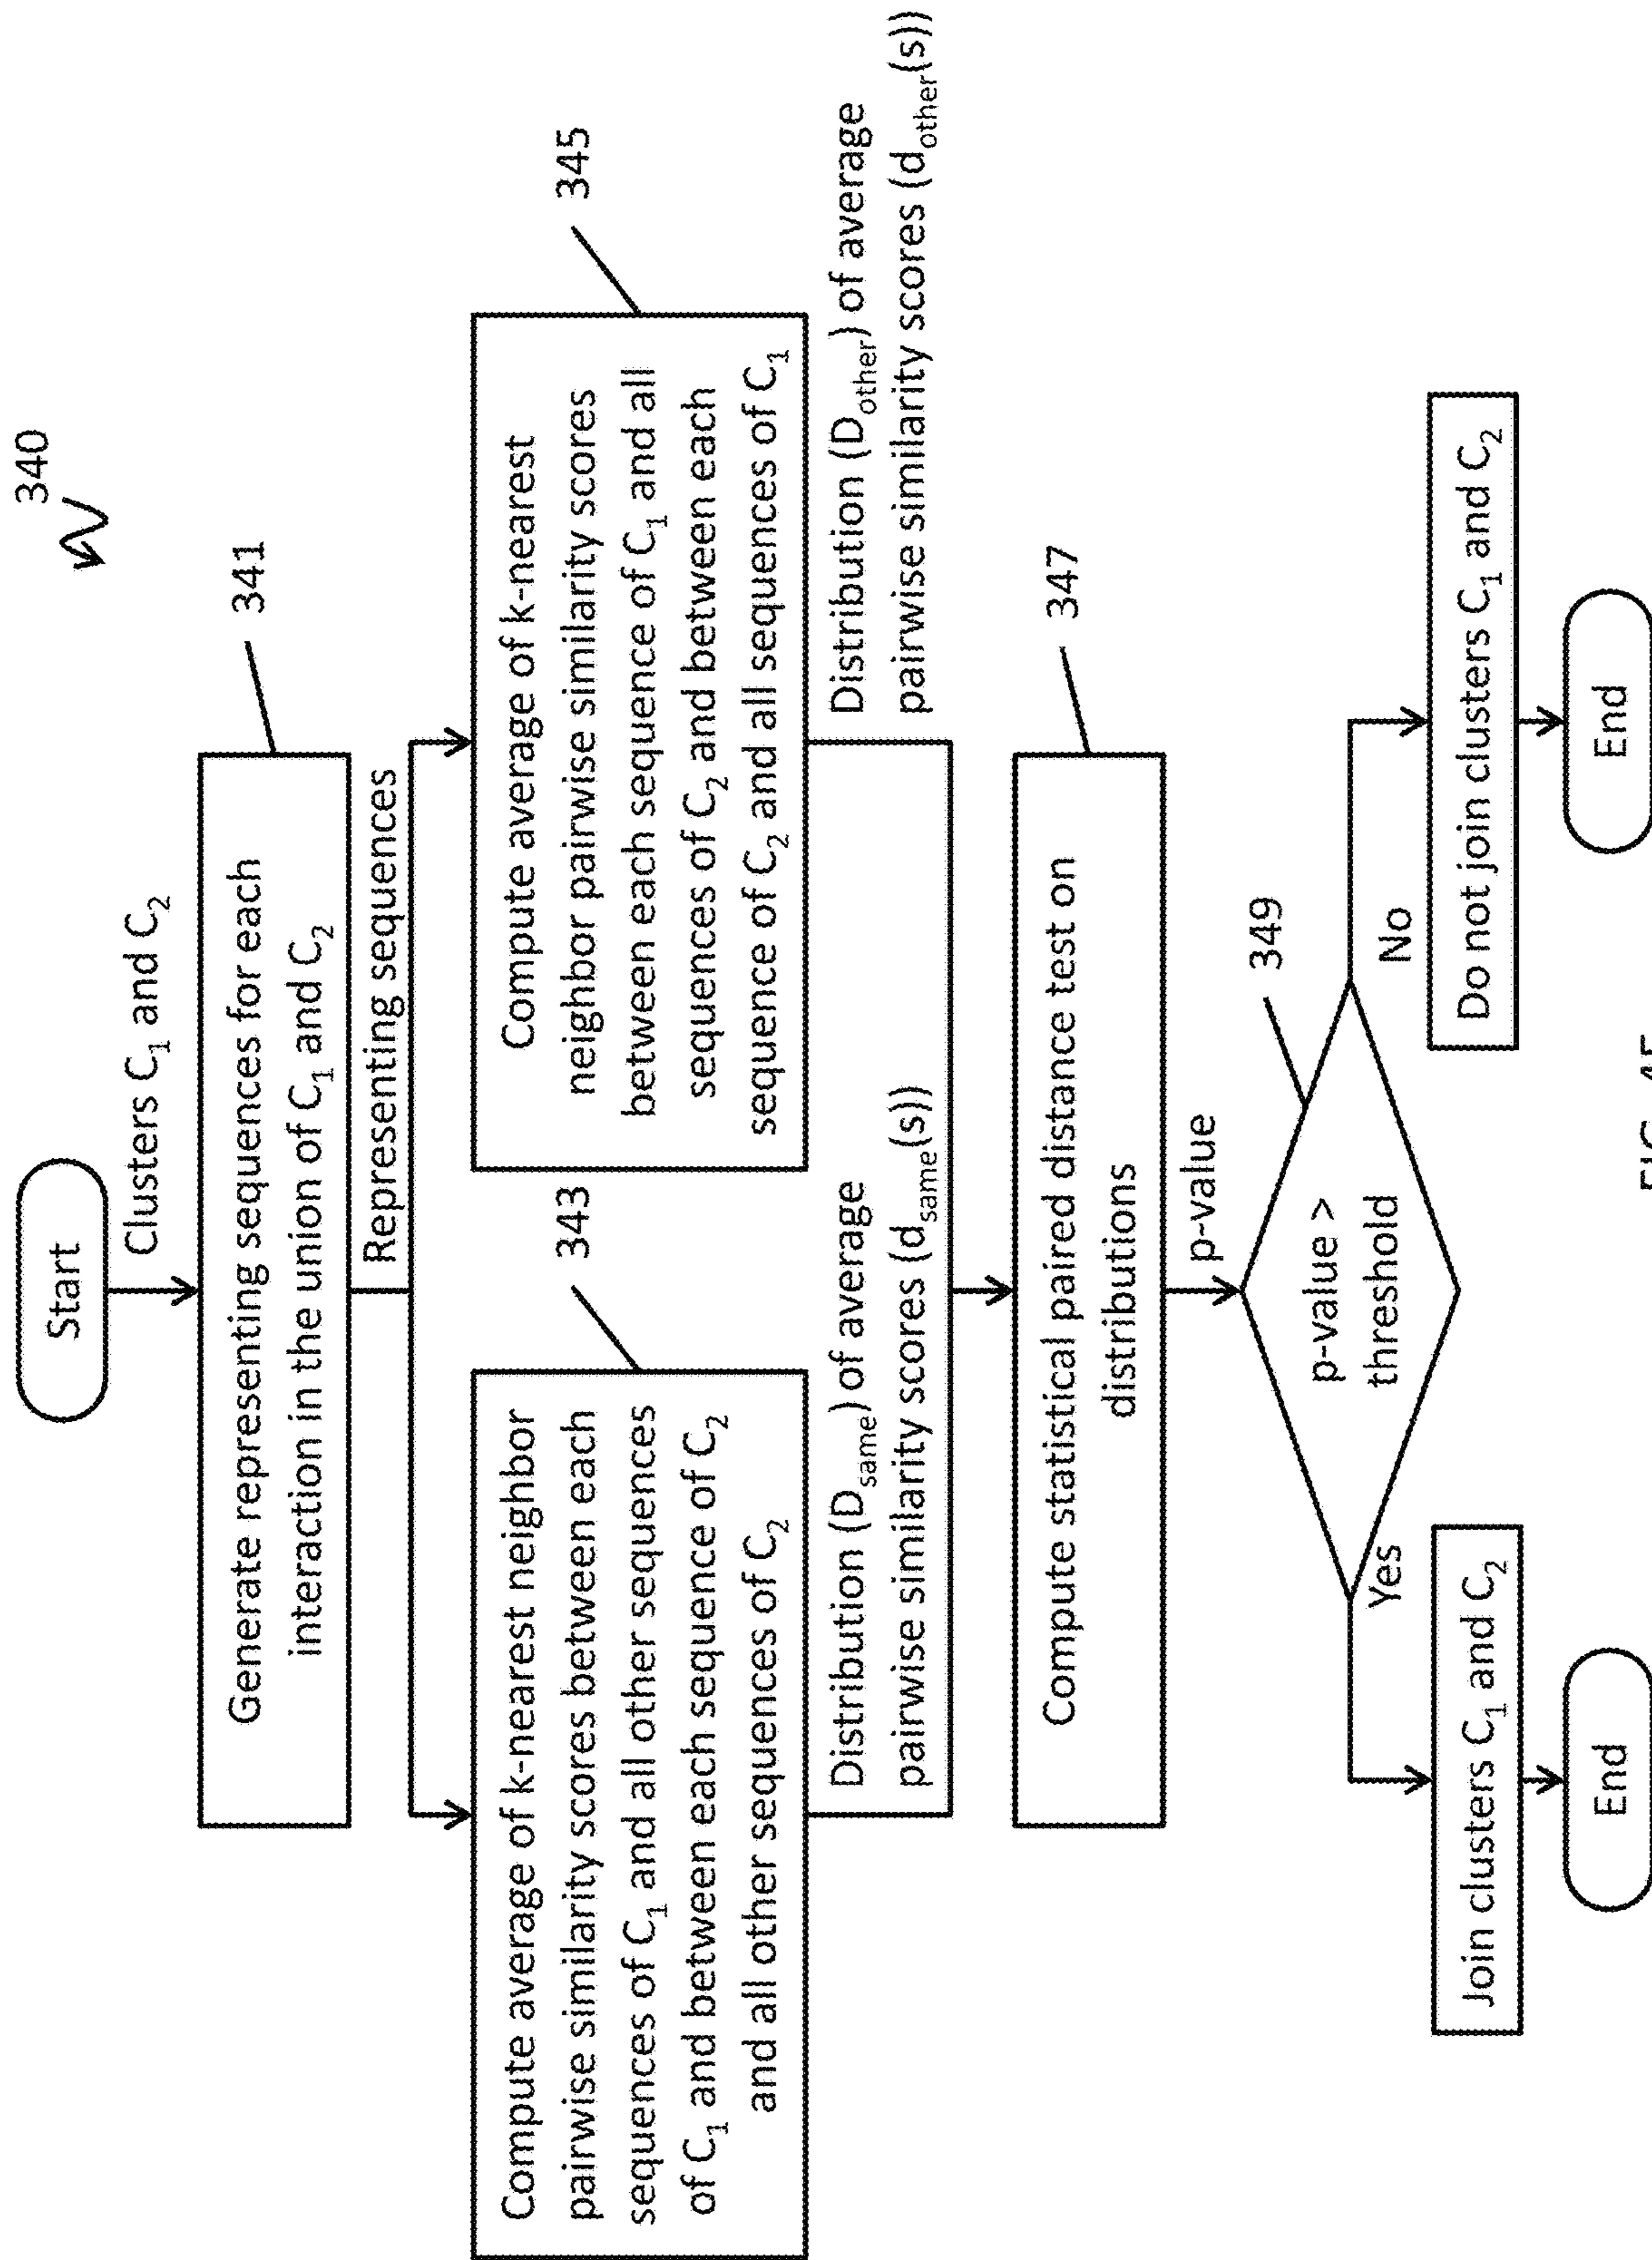 340
Start
Clusters C₁ and C₂
341
Generate representing sequences for each
interaction in the union of C₁ and C₂
Representing sequences
343
Compute average of k-nearest neighbor
pairwise similarity scores between each
sequences of C₁ and all other sequences
of C₁ and between each sequence of C₂
and all other sequences of C₂
345
Compute average of k-nearest
neighbor pairwise similarity scores
between each sequence of C₁ and all
sequences of C₂ and between each
sequence of C₂ and all sequences of C₁
Distribution (D_same) of average
pairwise similarity scores (d_same(s))
Distribution (D_other) of average
pairwise similarity scores (d_other(s))
347
Compute statistical paired distance test on
distributions
p-value
349
p-value >
threshold
Yes
No
Join clusters C₁ and C₂
Do not join clusters C₁ and C₂
End
End